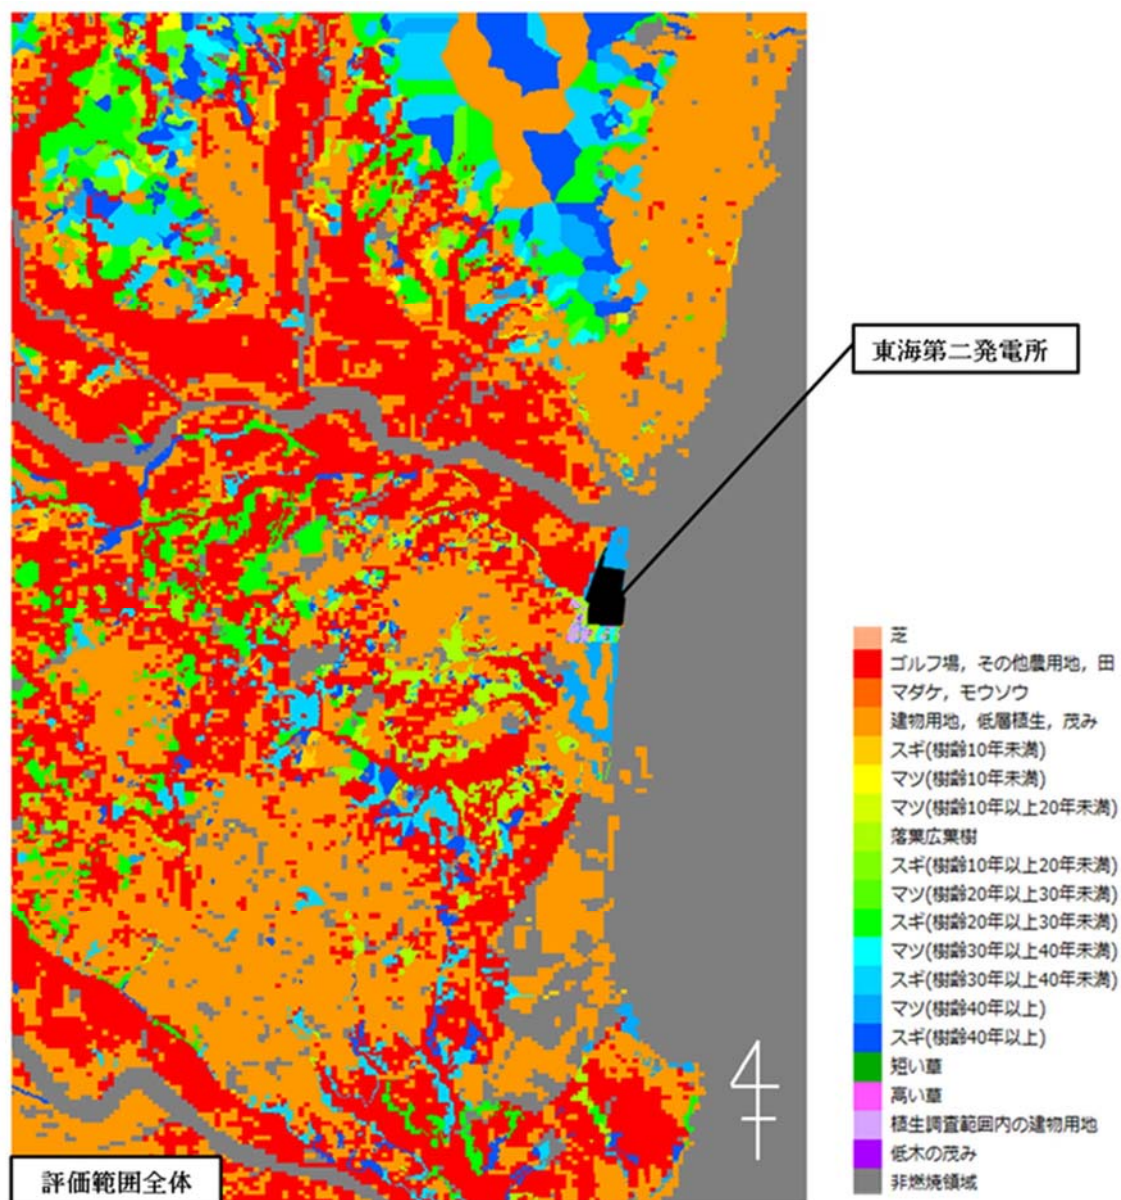 東海第二発電所
芝
ゴルフ場，その他農用地，田
マダケ，モウソウ
建物用地，低層植生，茂み
スギ(樹齢10年未満)
マツ(樹齢10年未満)
マツ(樹齢10年以上20年未満)
落葉広葉樹
スギ(樹齢10年以上20年未満)
マツ(樹齢20年以上30年未満)
スギ(樹齢20年以上30年未満)
マツ(樹齢30年以上40年未満)
スギ(樹齢30年以上40年未満)
マツ(樹齢40年以上)
スギ(樹齢40年以上)
短い草
高い草
植生調査範囲内の建物用地
低木の茂み
非燃焼領域
評価範囲全体